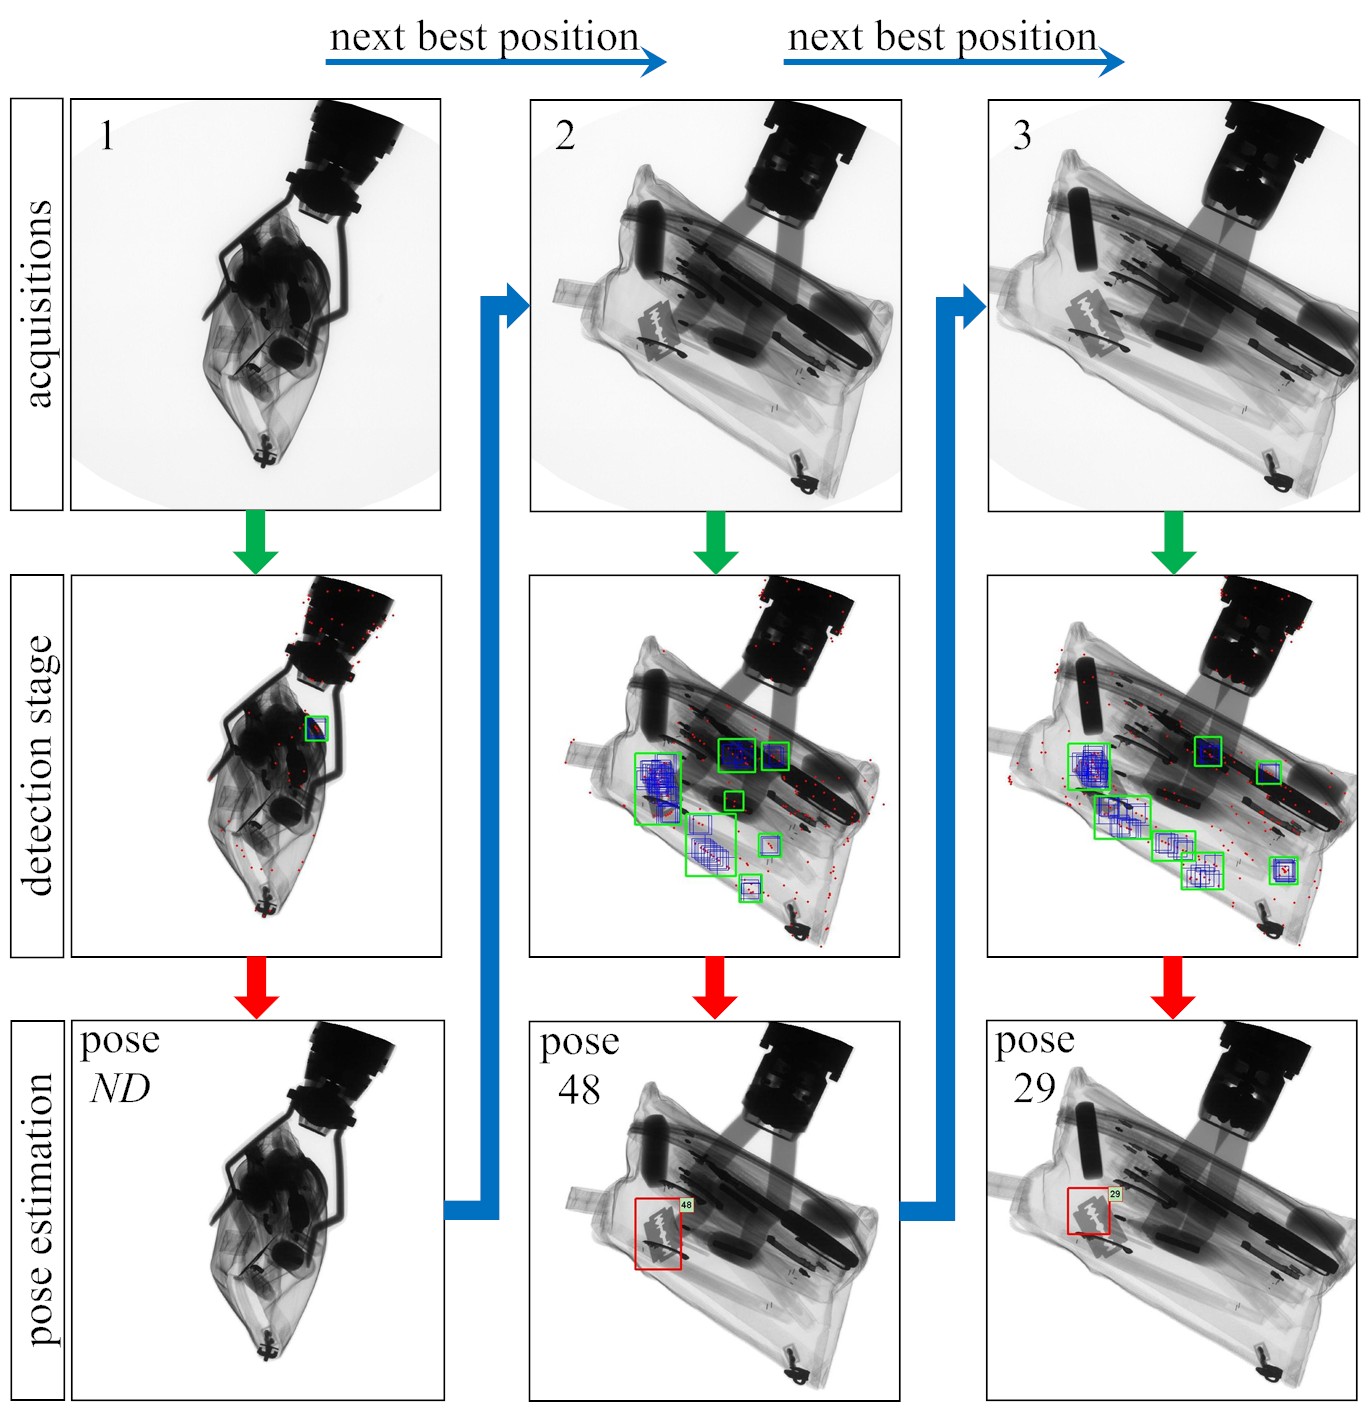 next best position
next best position
acquisitions
1
2
3
detection stage
pose estimation
pose
ND
pose
48
48
pose
29
29